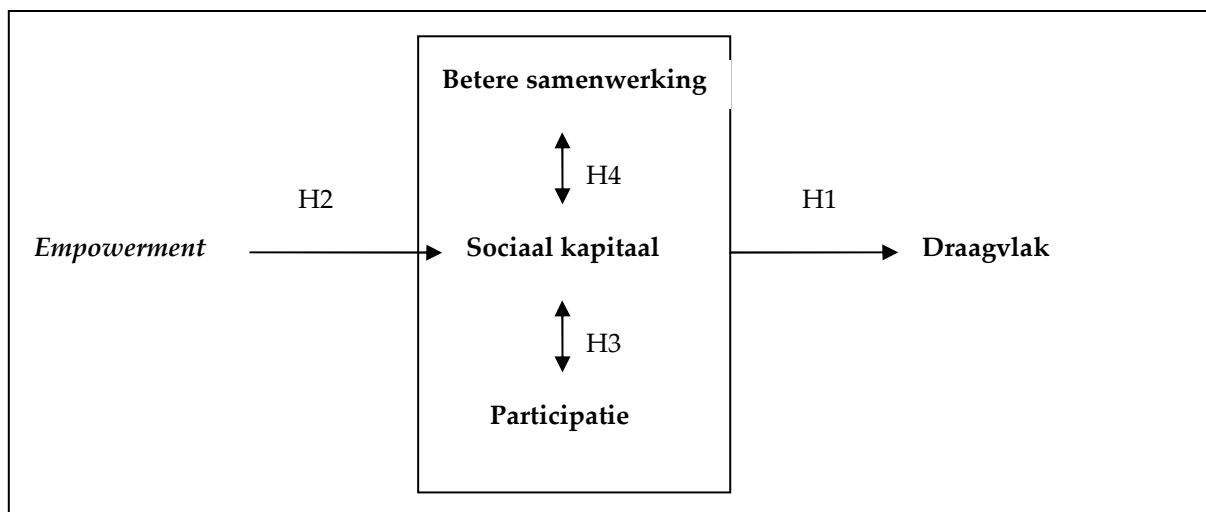 Betere samenwerking
H4
H2
H1
Empowerment
Sociaal kapitaal
Draagvlak
H3
Participatie